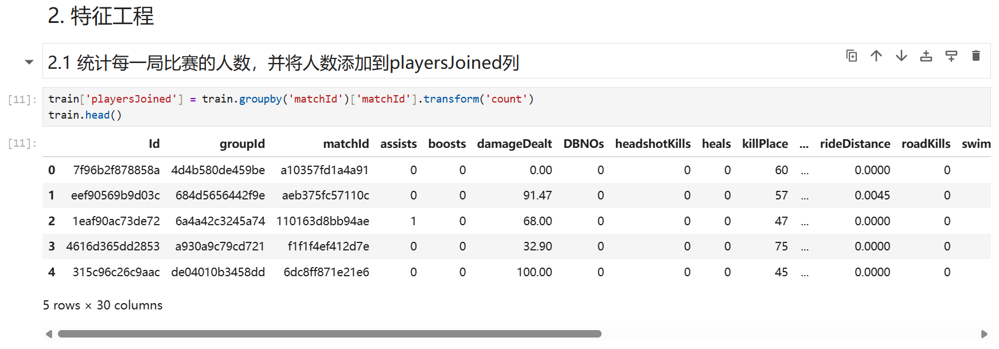 2. 特征工程
2.1 统计每一局比赛的人数，并将人数添加到playersJoined列
[11]: train['playersJoined'] = train.groupby('matchId')['matchId'].transform('count')
train.head()
[11]: Id groupId matchId assists boosts damageDealt DBNOs headshotKills heals killPlace ... rideDistance roadKills swim
0 7f96b2f878858a 4d4b580de459be a10357fd1a4a91 0 0 0.00 0 0 0 60 ... 0.0000 0
1 eef90569b9d03c 684d5656442f9e aeb375fc57110c 0 0 91.47 0 0 0 57 ... 0.0045 0
2 1eaf90ac73de72 6a4a42c3245a74 110163d8bb94ae 1 0 68.00 0 0 0 47 ... 0.0000 0
3 4616d365dd2853 a930a9c79cd721 f1f1f4ef412d7e 0 0 32.90 0 0 0 75 ... 0.0000 0
4 315c96c26c9aac de04010b3458dd 6dc8ff871e21e6 0 0 100.00 0 0 0 45 ... 0.0000 0
5 rows × 30 columns